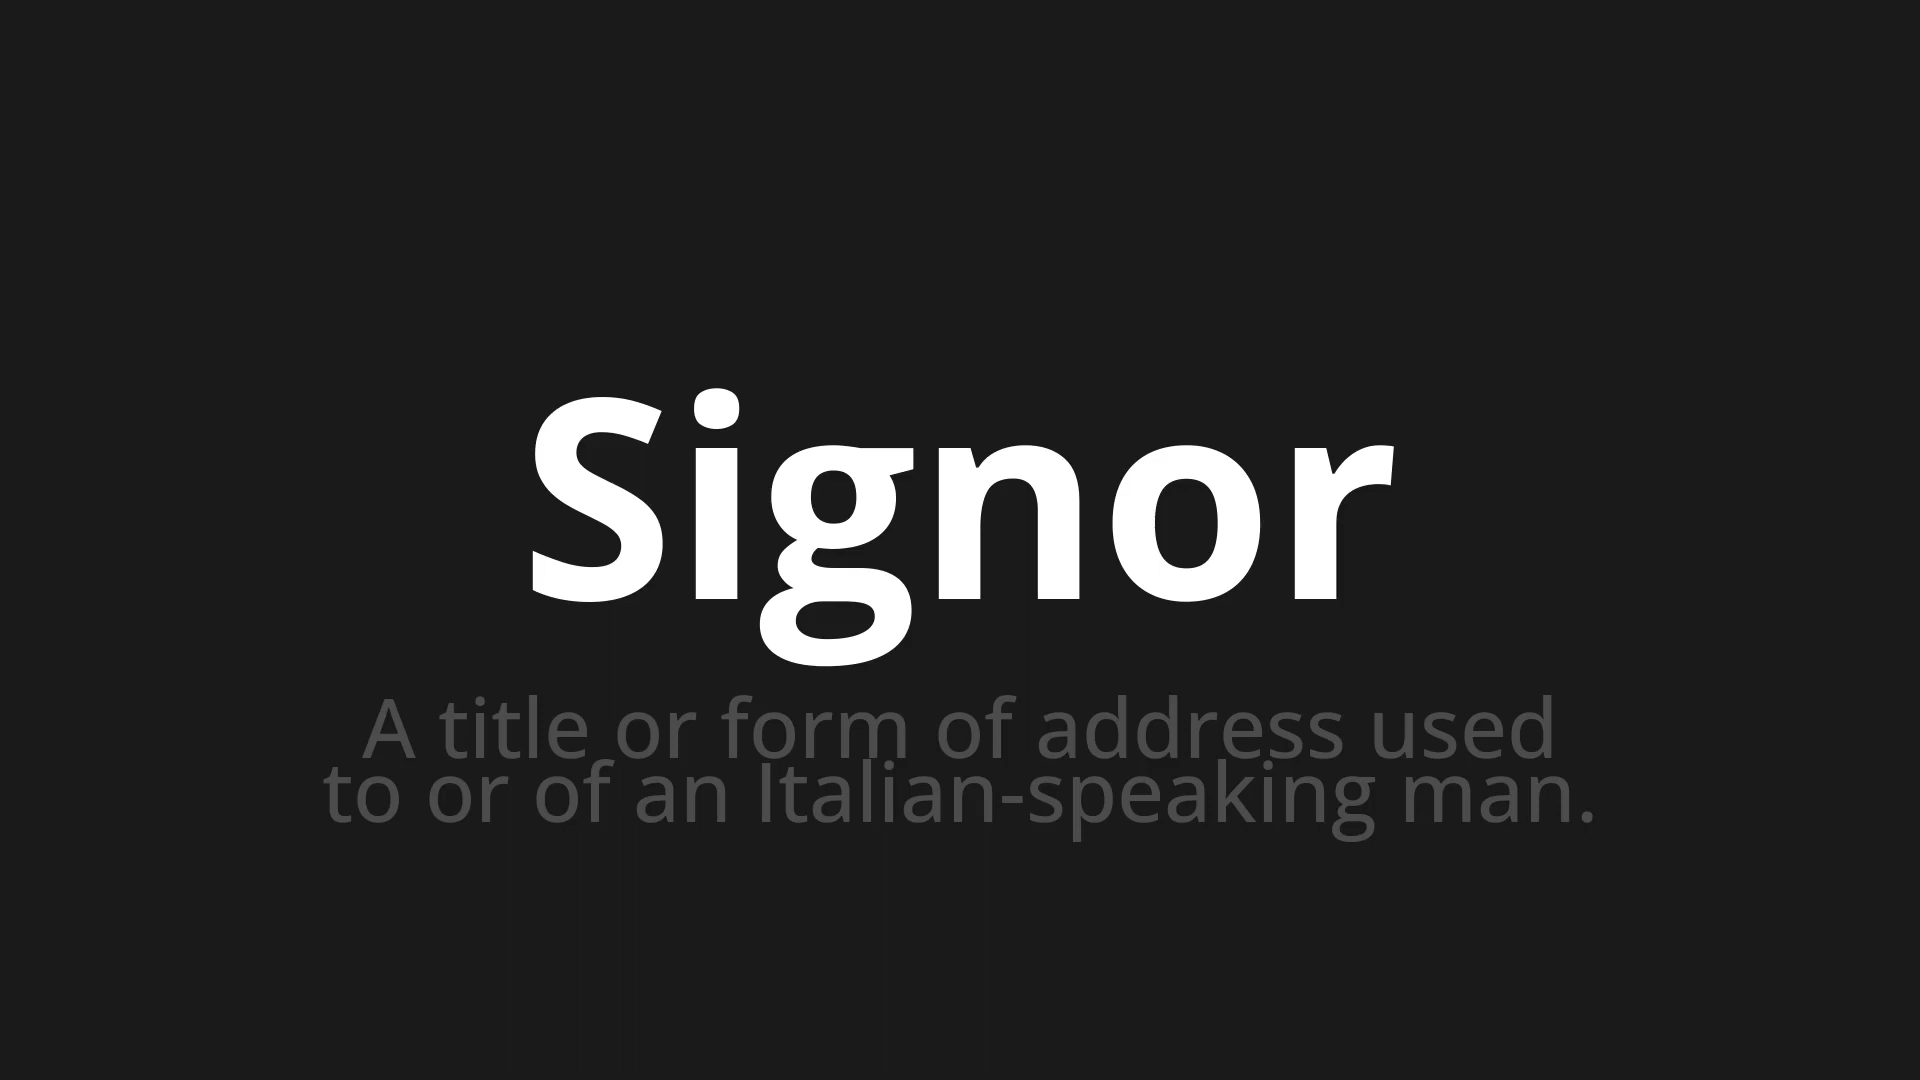 Signor
A title or form of address used
to or of an Italian-speaking man.